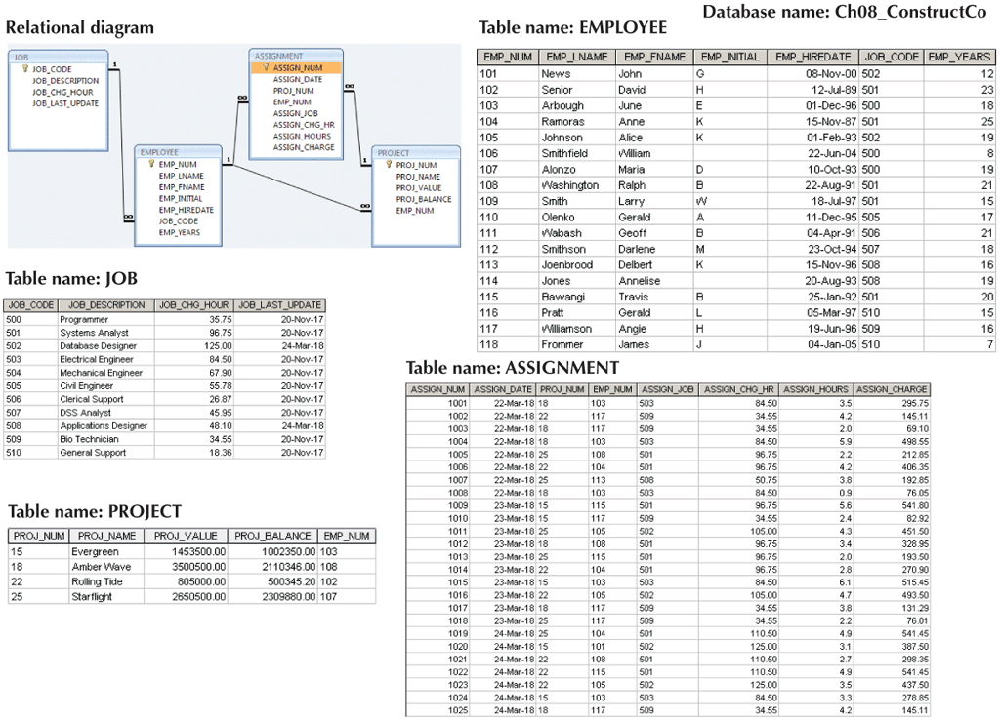 Database name: Ch08_ConstructCo
Relational diagram
JOB
JOB_CODE
JOB_DESCRIPTION
JOB_CHG_HOUR
JOB_LAST_UPDATE
1
∞
EMPLOYEE
EMP_NUM
EMP_LNAME
EMP_FNAME
EMP_INITIAL
EMP_HIREDATE
JOB_CODE
EMP_YEARS
1
∞
∞
ASSIGNMENT
ASSIGN_NUM
ASSIGN_DATE
PROJ_NUM
EMP_NUM
ASSIGN_JOB
ASSIGN_CHG_HR
ASSIGN_HOURS
ASSIGN_CHARGE
∞
1
PROJECT
PROJ_NUM
PROJ_NAME
PROJ_VALUE
PROJ_BALANCE
EMP_NUM
Table name: EMPLOYEE
EMP_NUM EMP_LNAME EMP_FNAME EMP_INITIAL EMP_HIREDATE JOB_CODE EMP_YEARS
101 News John G 08-Nov-00 502 12
102 Senior David H 12-Jul-89 501 23
103 Arbough June E 01-Dec-96 500 18
104 Ramoras Anne K 15-Nov-87 501 25
105 Johnson Alice K 01-Feb-93 502 19
106 Smithfield William 22-Jun-04 500 8
107 Alonzo Maria D 10-Oct-93 500 19
108 Washington Ralph B 22-Aug-91 501 21
109 Smith Larry W 18-Jul-97 501 15
110 Olenko Gerald A 11-Dec-95 505 17
111 Wabash Geoff B 04-Apr-91 506 21
112 Smithson Darlene M 23-Oct-94 507 18
113 Joenbrood Delbert K 15-Nov-96 508 16
114 Jones Annelise 20-Aug-93 508 19
115 Bawangi Travis B 25-Jan-92 501 20
116 Pratt Gerald L 05-Mar-97 510 15
117 Williamson Angie H 19-Jun-96 509 16
118 Frommer James J 04-Jan-05 510 7
Table name: JOB
JOB_CODE JOB_DESCRIPTION JOB_CHG_HOUR JOB_LAST_UPDATE
500 Programmer 35.75 20-Nov-17
501 Systems Analyst 96.75 20-Nov-17
502 Database Designer 125.00 24-Mar-18
503 Electrical Engineer 84.50 20-Nov-17
504 Mechanical Engineer 67.90 20-Nov-17
505 Civil Engineer 55.78 20-Nov-17
506 Clerical Support 26.87 20-Nov-17
507 DSS Analyst 45.95 20-Nov-17
508 Applications Designer 48.10 24-Mar-18
509 Bio Technician 34.55 20-Nov-17
510 General Support 18.36 20-Nov-17
Table name: PROJECT
PROJ_NUM PROJ_NAME PROJ_VALUE PROJ_BALANCE EMP_NUM
15 Evergreen 1453500.00 1002350.00 103
18 Amber Wave 3500500.00 2110346.00 108
22 Rolling Tide 805000.00 500345.20 102
25 Starflight 2650500.00 2309880.00 107
Table name: ASSIGNMENT
ASSIGN_NUM ASSIGN_DATE PROJ_NUM EMP_NUM ASSIGN_JOB ASSIGN_CHG_HR ASSIGN_HOURS ASSIGN_CHARGE
1001 22-Mar-18 18 103 503 84.50 3.5 295.75
1002 22-Mar-18 22 117 509 34.55 4.2 145.11
1003 22-Mar-18 18 117 509 34.55 2.0 69.10
1004 22-Mar-18 18 103 503 84.50 5.9 498.55
1005 22-Mar-18 25 108 501 96.75 2.2 212.85
1006 22-Mar-18 22 104 501 96.75 4.2 406.35
1007 22-Mar-18 25 113 508 50.75 3.8 192.85
1008 22-Mar-18 18 103 503 84.50 0.9 76.05
1009 23-Mar-18 15 115 501 96.75 5.6 541.80
1010 23-Mar-18 15 117 509 34.55 2.4 82.92
1011 23-Mar-18 25 105 502 105.00 4.3 451.50
1012 23-Mar-18 18 108 501 96.75 3.4 328.95
1013 23-Mar-18 25 115 501 96.75 2.0 193.50
1014 23-Mar-18 22 104 501 96.75 2.8 270.90
1015 23-Mar-18 15 103 503 84.50 6.1 515.45
1016 23-Mar-18 22 105 502 105.00 4.7 493.50
1017 23-Mar-18 18 117 509 34.55 3.8 131.29
1018 23-Mar-18 25 117 509 34.55 2.2 76.01
1019 24-Mar-18 25 104 501 110.50 4.9 541.45
1020 24-Mar-18 15 101 502 125.00 3.1 387.50
1021 24-Mar-18 22 108 501 110.50 2.7 298.35
1022 24-Mar-18 22 115 501 110.50 4.9 541.45
1023 24-Mar-18 22 105 502 125.00 3.5 437.50
1024 24-Mar-18 15 103 503 84.50 3.3 278.85
1025 24-Mar-18 18 117 509 34.55 4.2 145.11